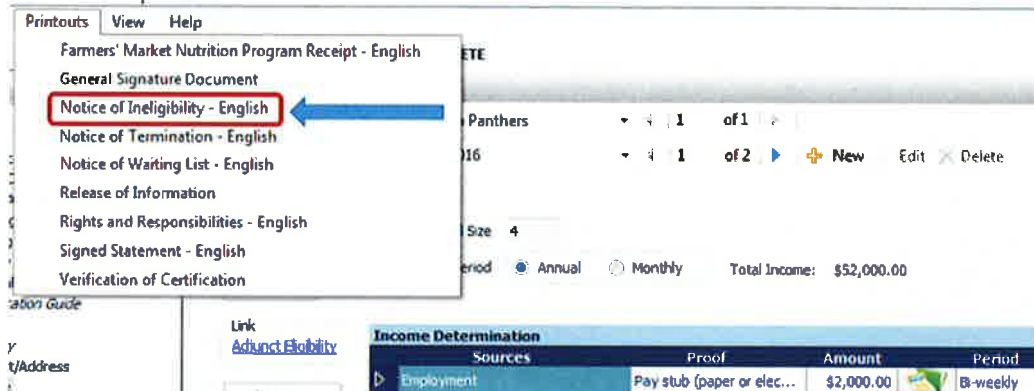 Printouts View Help
Farmers' Market Nutrition Program Receipt - English
ETE
General Signature Document
Notice of Ineligibility - English
Panthers 1 of 1
Notice of Termination - English
Notice of Waiting List - English
016 1 of 2 New Edit Delete
Release of Information
Rights and Responsibilities - English
Size 4
Signed Statement - English
eriod Annual Monthly Total Income: $52,000.00
Verification of Certification
ation Guide
Link
Adjunct Eligibility
Income Determination
y
Sources Proof Amount Period
t/Address
Employment Pay stub (paper or elec... $2,000.00 Bi-weekly